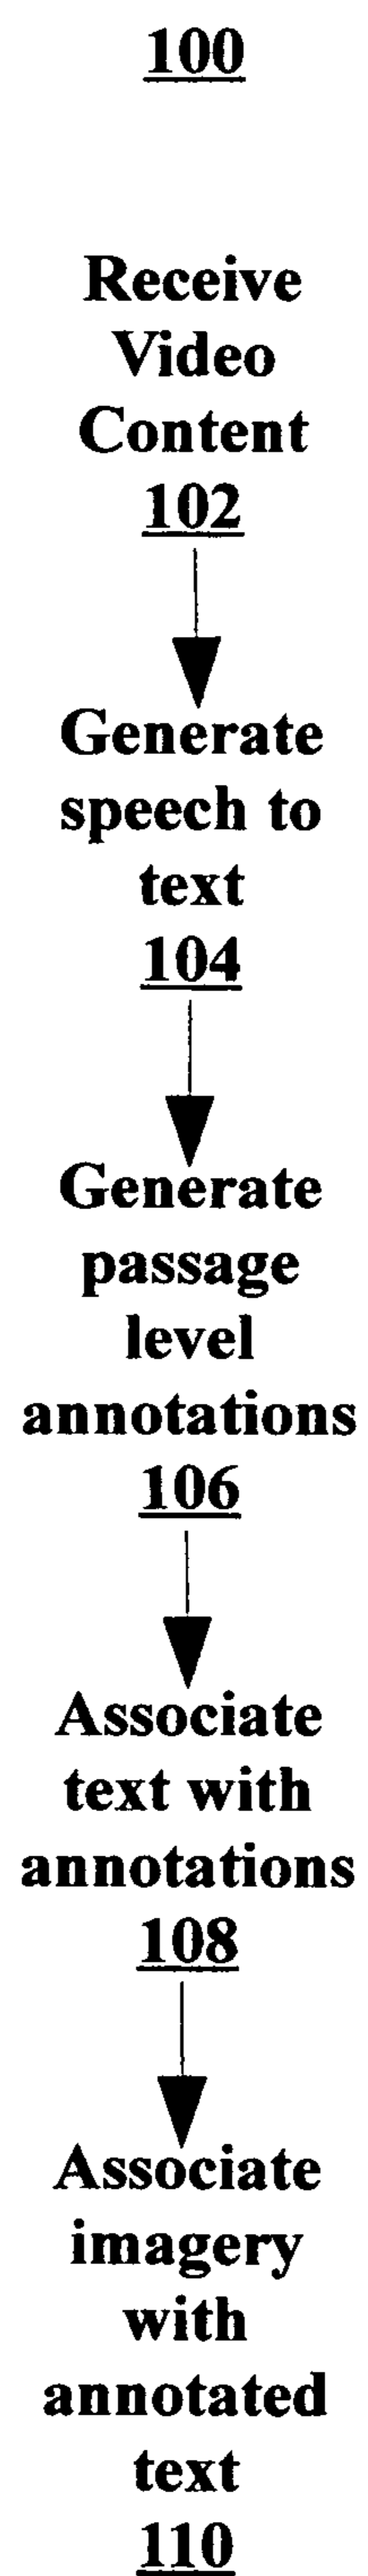 100
Receive
Video
Content
102
Generate
speech to
text
104
Generate
passage
level
annotations
106
Associate
text with
annotations
108
Associate
imagery
with
annotated
text
110